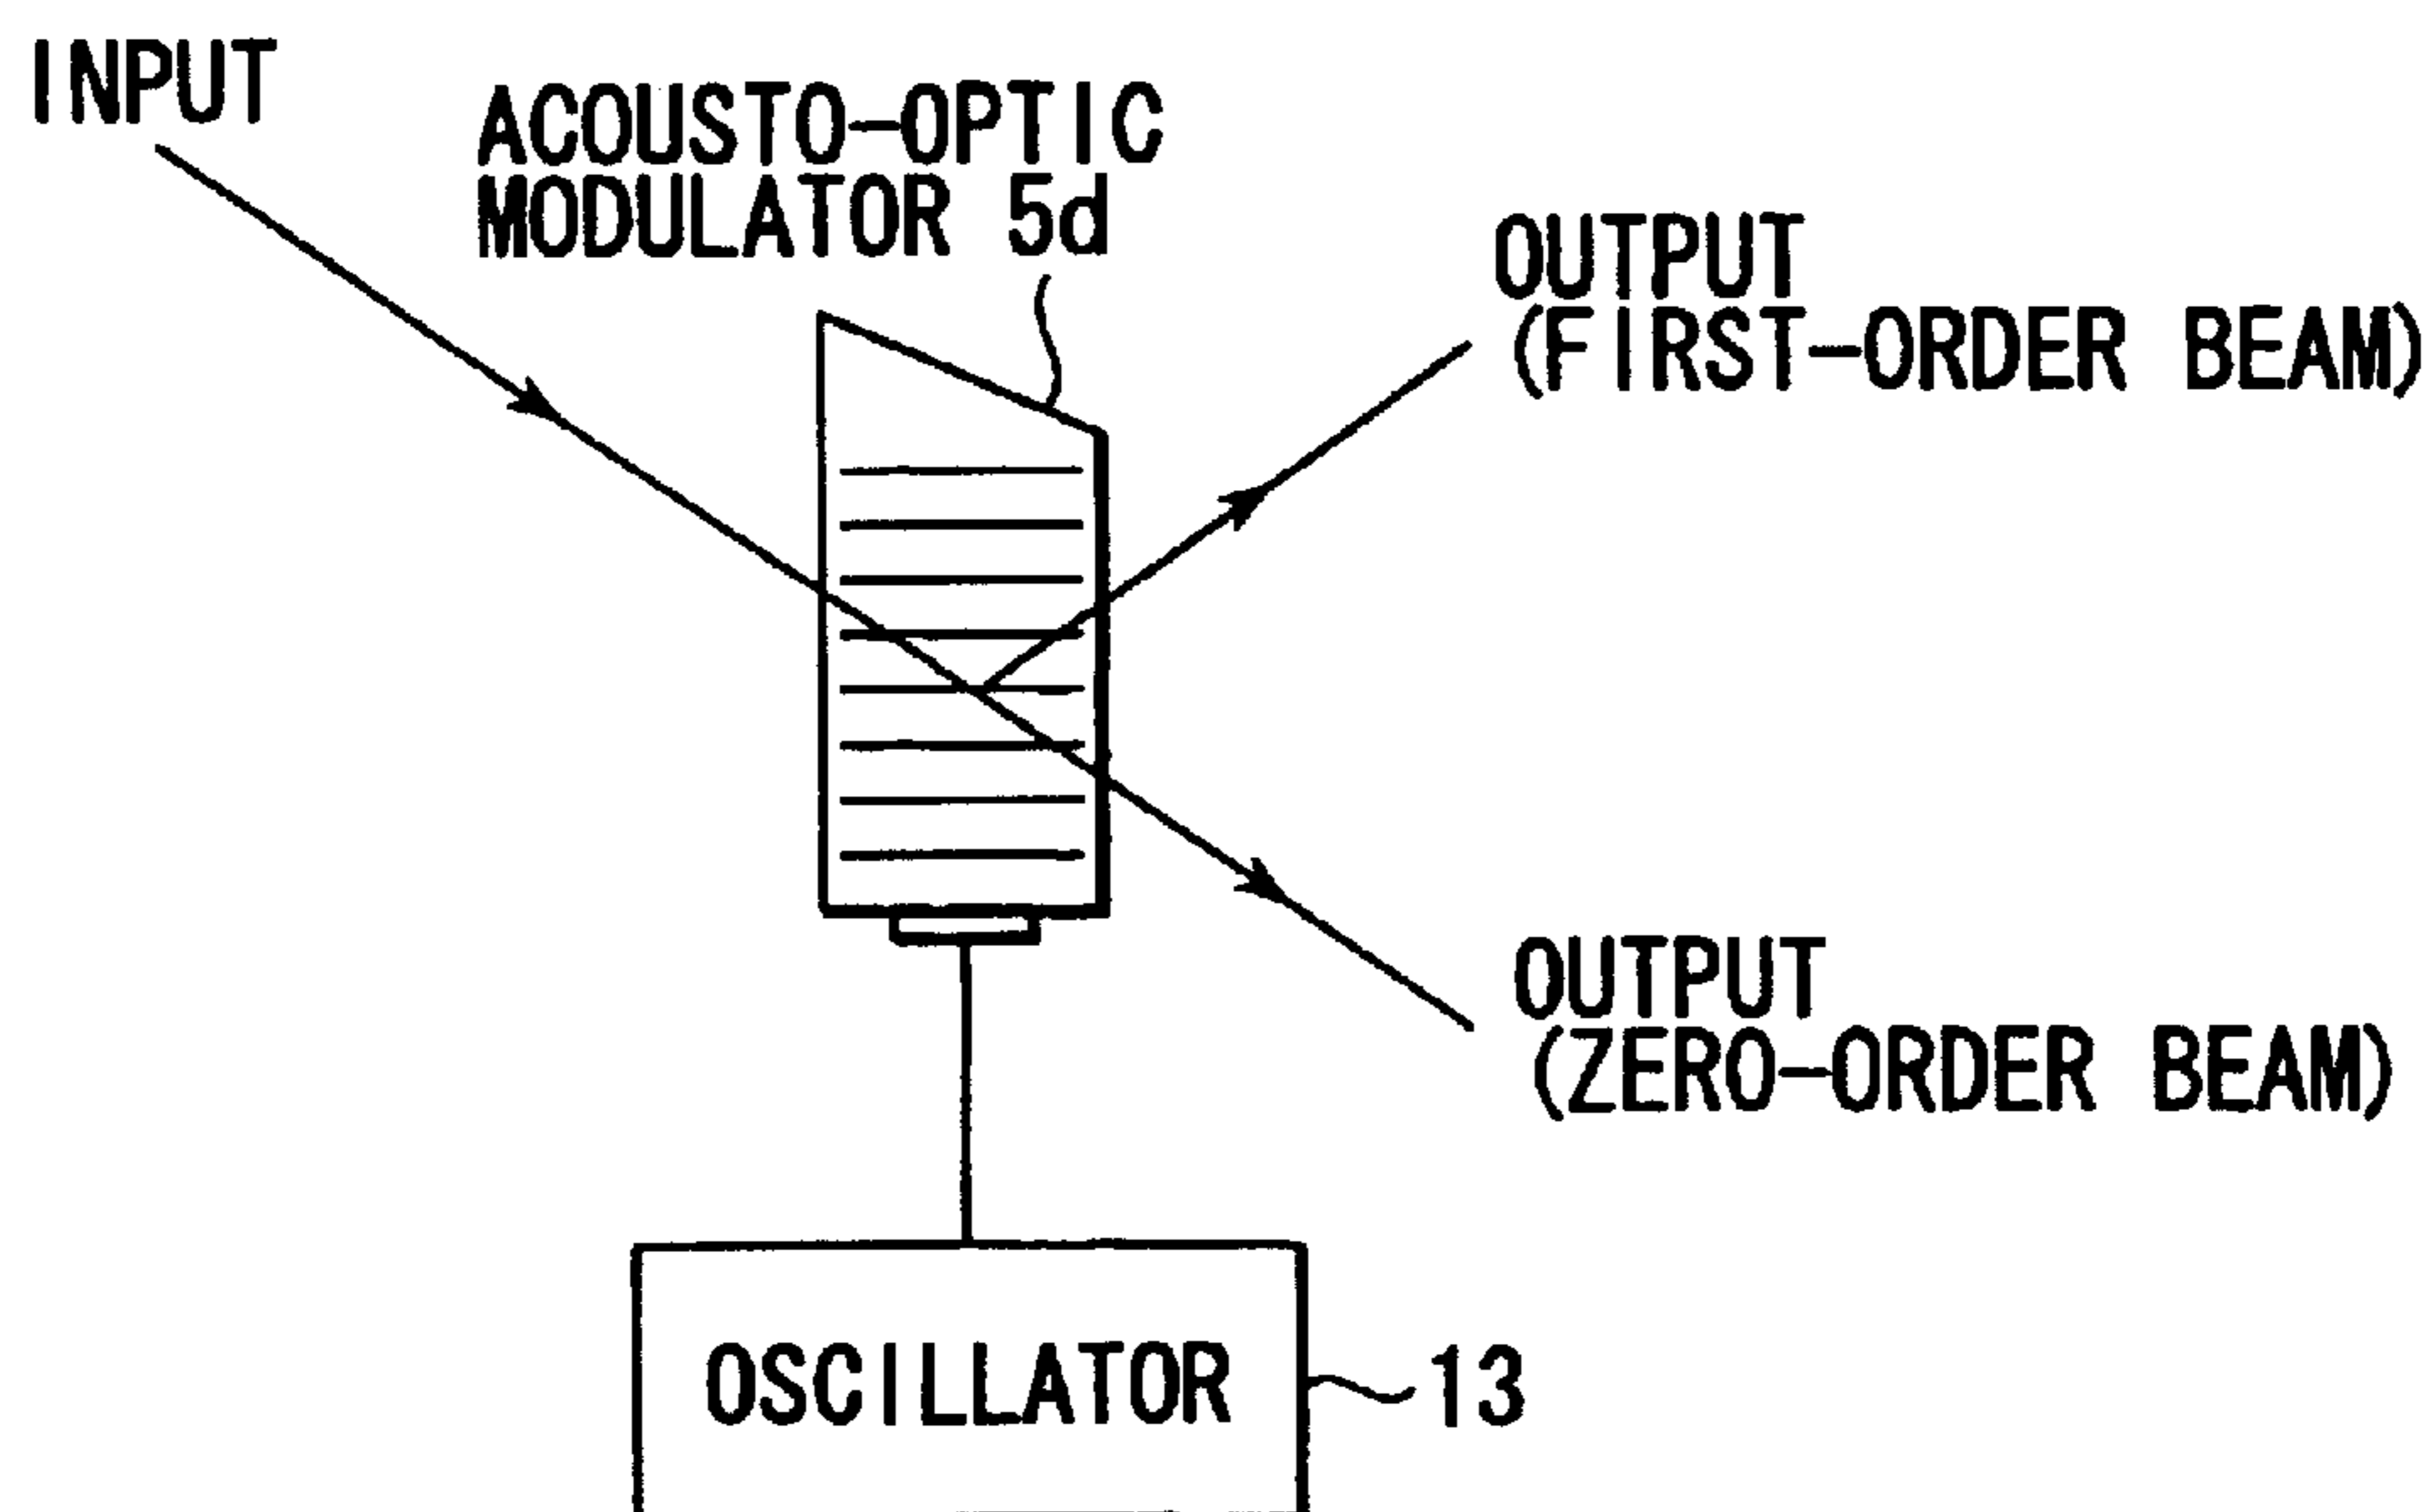 INPUT
ACOUSTO-OPTIC
MODULATOR 5d
OUTPUT
(FIRST-ORDER BEAM)
OUTPUT
(ZERO-ORDER BEAM)
OSCILLATOR
13